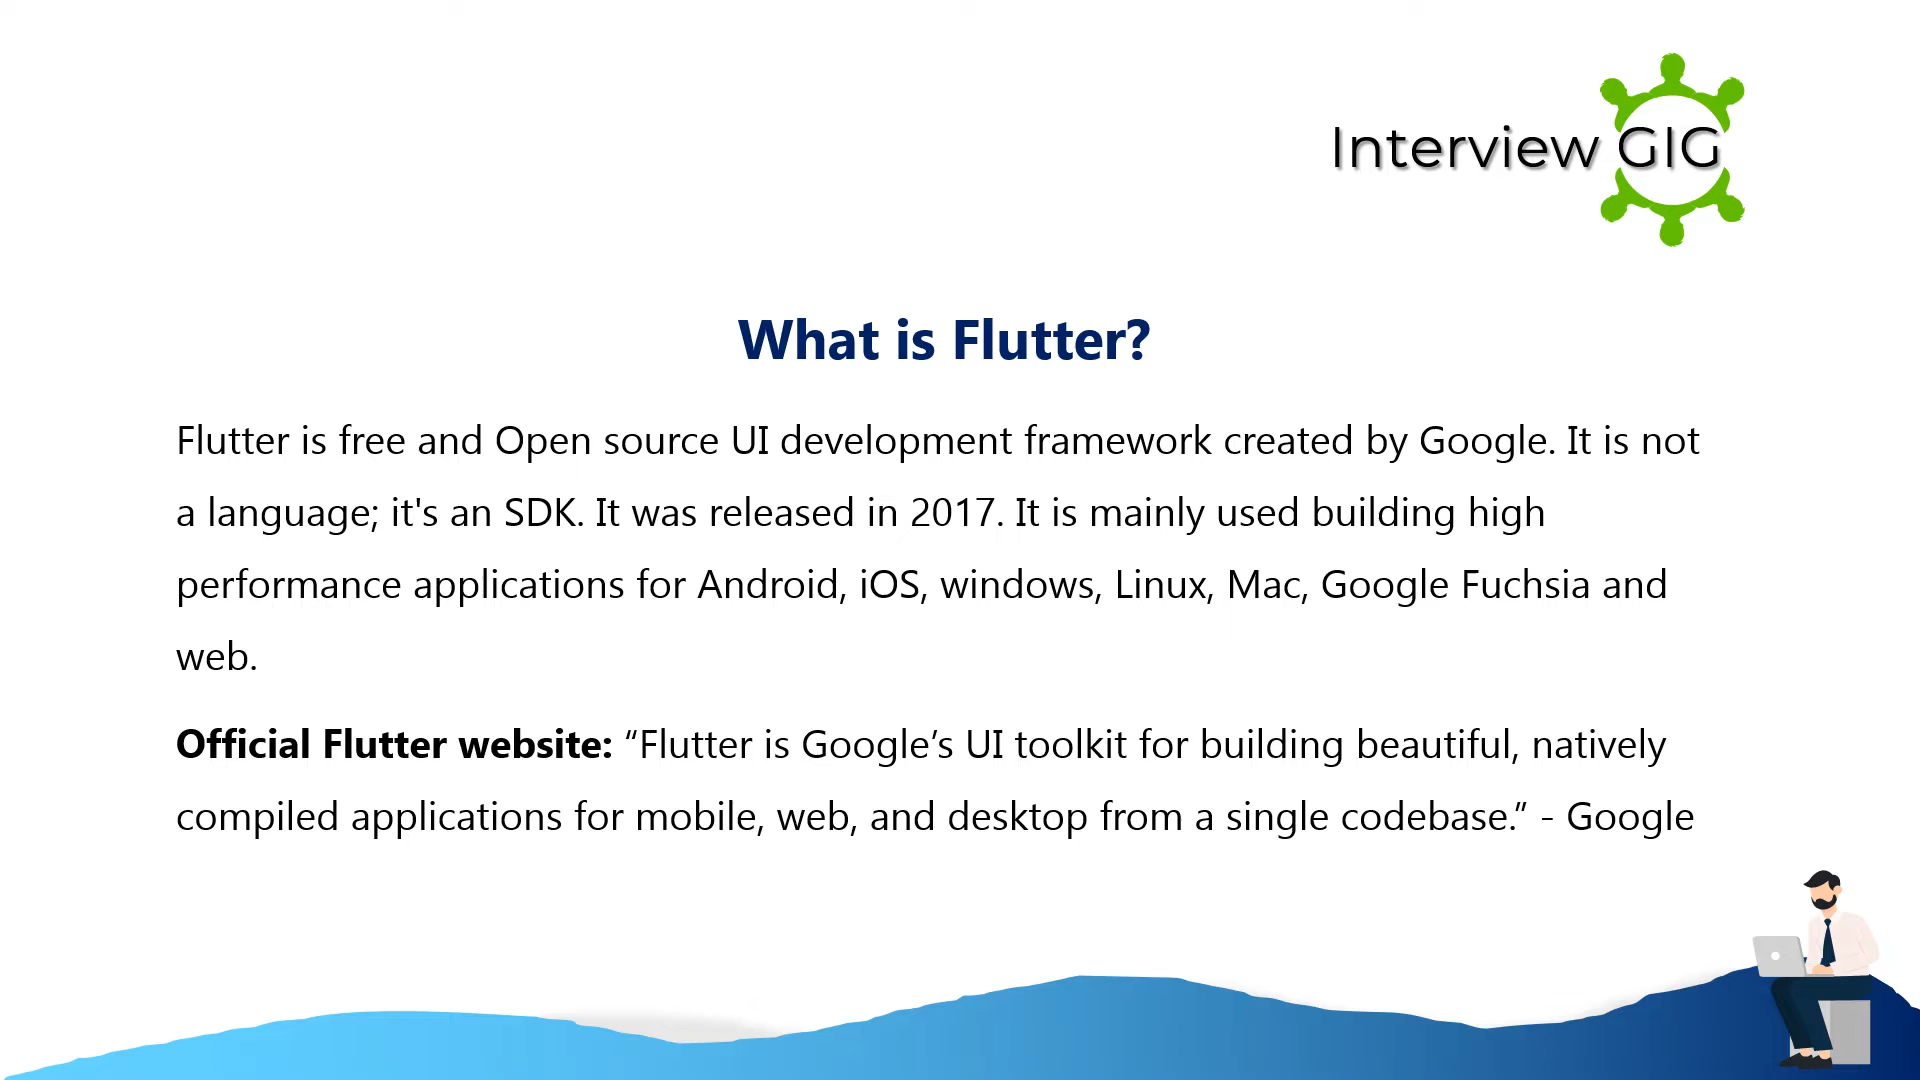 Interview GIG
What is Flutter?
Flutter is free and Open source UI development framework created by Google. It is not
a language; it's an SDK. It was released in 2017. It is mainly used building high
performance applications for Android, iOS, windows, Linux, Mac, Google Fuchsia and
web.
Official Flutter website: “Flutter is Google’s UI toolkit for building beautiful, natively
compiled applications for mobile, web, and desktop from a single codebase.” - Google